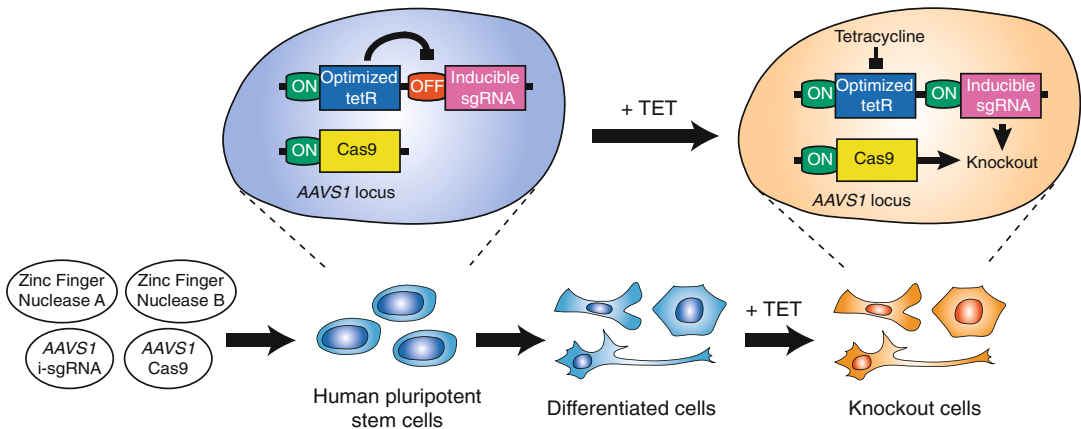 ON
Optimized
tetR
OFF
Inducible
sgRNA
ON
Cas9
AAVS1 locus
+ TET
Tetracycline
ON
Optimized
tetR
ON
Inducible
sgRNA
ON
Cas9
Knockout
AAVS1 locus
Zinc Finger
Nuclease A
Zinc Finger
Nuclease B
AAVS1
i-sgRNA
AAVS1
Cas9
Human pluripotent
stem cells
Differentiated cells
+ TET
Knockout cells